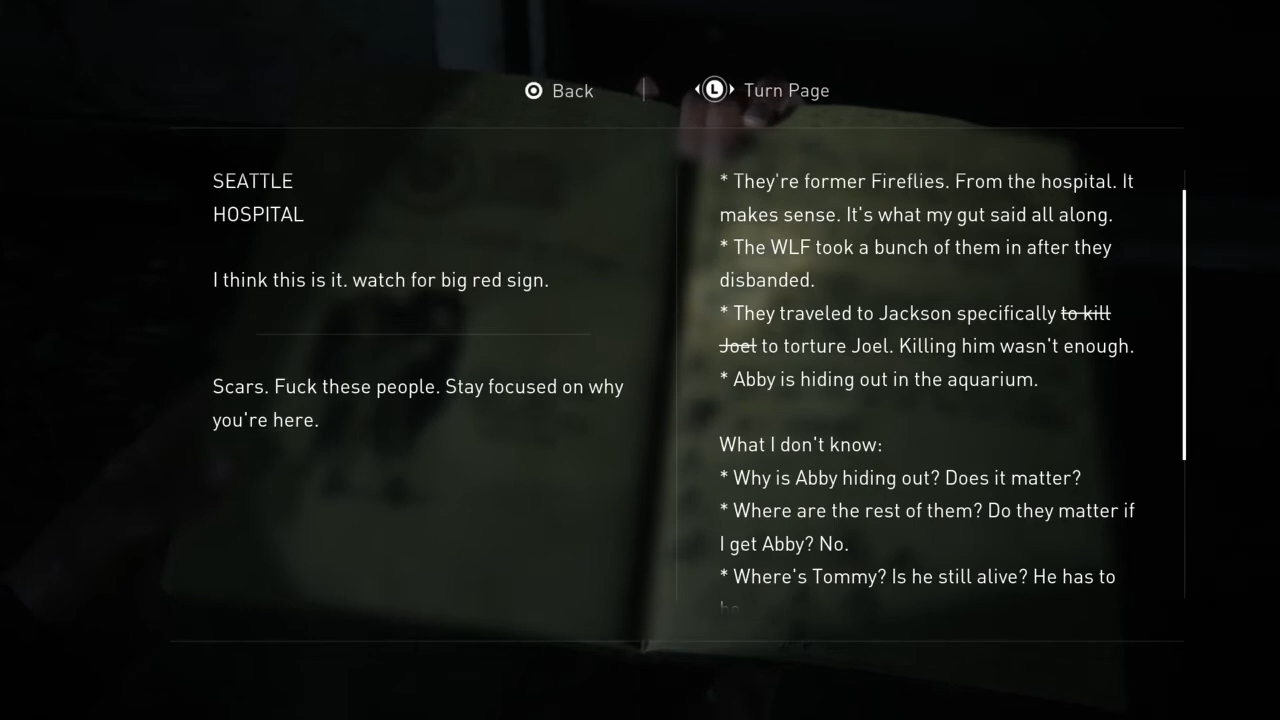 Back
L
Turn Page
SEATTLE
HOSPITAL
I think this is it. watch for big red sign.
Scars. Fuck these people. Stay focused on why
you're here.
* They're former Fireflies. From the hospital. It
makes sense. It's what my gut said all along.
* The WLF took a bunch of them in after they
disbanded.
* They traveled to Jackson specifically to kill
Joel to torture Joel. Killing him wasn't enough.
* Abby is hiding out in the aquarium.
What I don't know:
* Why is Abby hiding out? Does it matter?
* Where are the rest of them? Do they matter if
I get Abby? No.
* Where's Tommy? Is he still alive? He has to